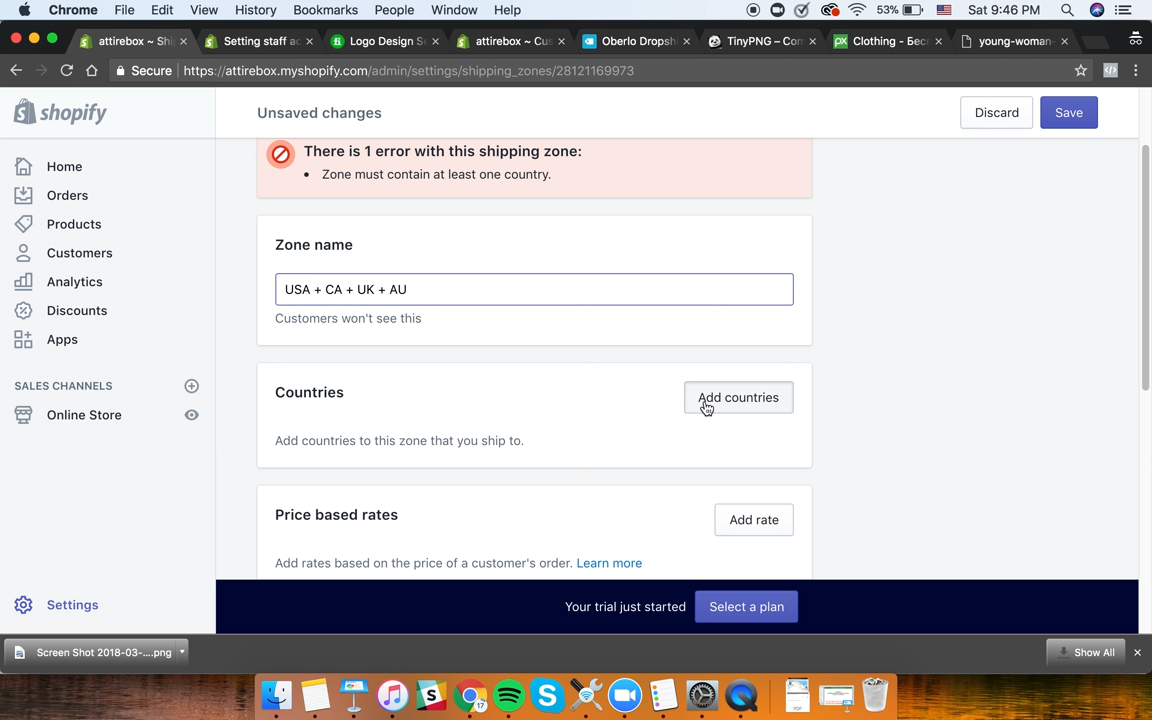 Chrome File Edit View History Bookmarks People Window Help 53% Sat 9:46 PM
attirebox ~ Shi Setting staff ac Logo Design S attirebox ~ Cus Oberlo Dropsh TinyPNG – Com Clothing - Бес young-woman-
Secure https://attirebox.myshopify.com/admin/settings/shipping_zones/28121169973
shopify
Unsaved changes
Discard
Save
Home
Orders
Products
Customers
Analytics
Discounts
Apps
SALES CHANNELS
Online Store
Settings
There is 1 error with this shipping zone:
• Zone must contain at least one country.
Zone name
USA + CA + UK + AU
Customers won't see this
Countries
Add countries
Add countries to this zone that you ship to.
Price based rates
Add rate
Add rates based on the price of a customer's order. Learn more
Your trial just started
Select a plan
Screen Shot 2018-03-....png
Show All
17